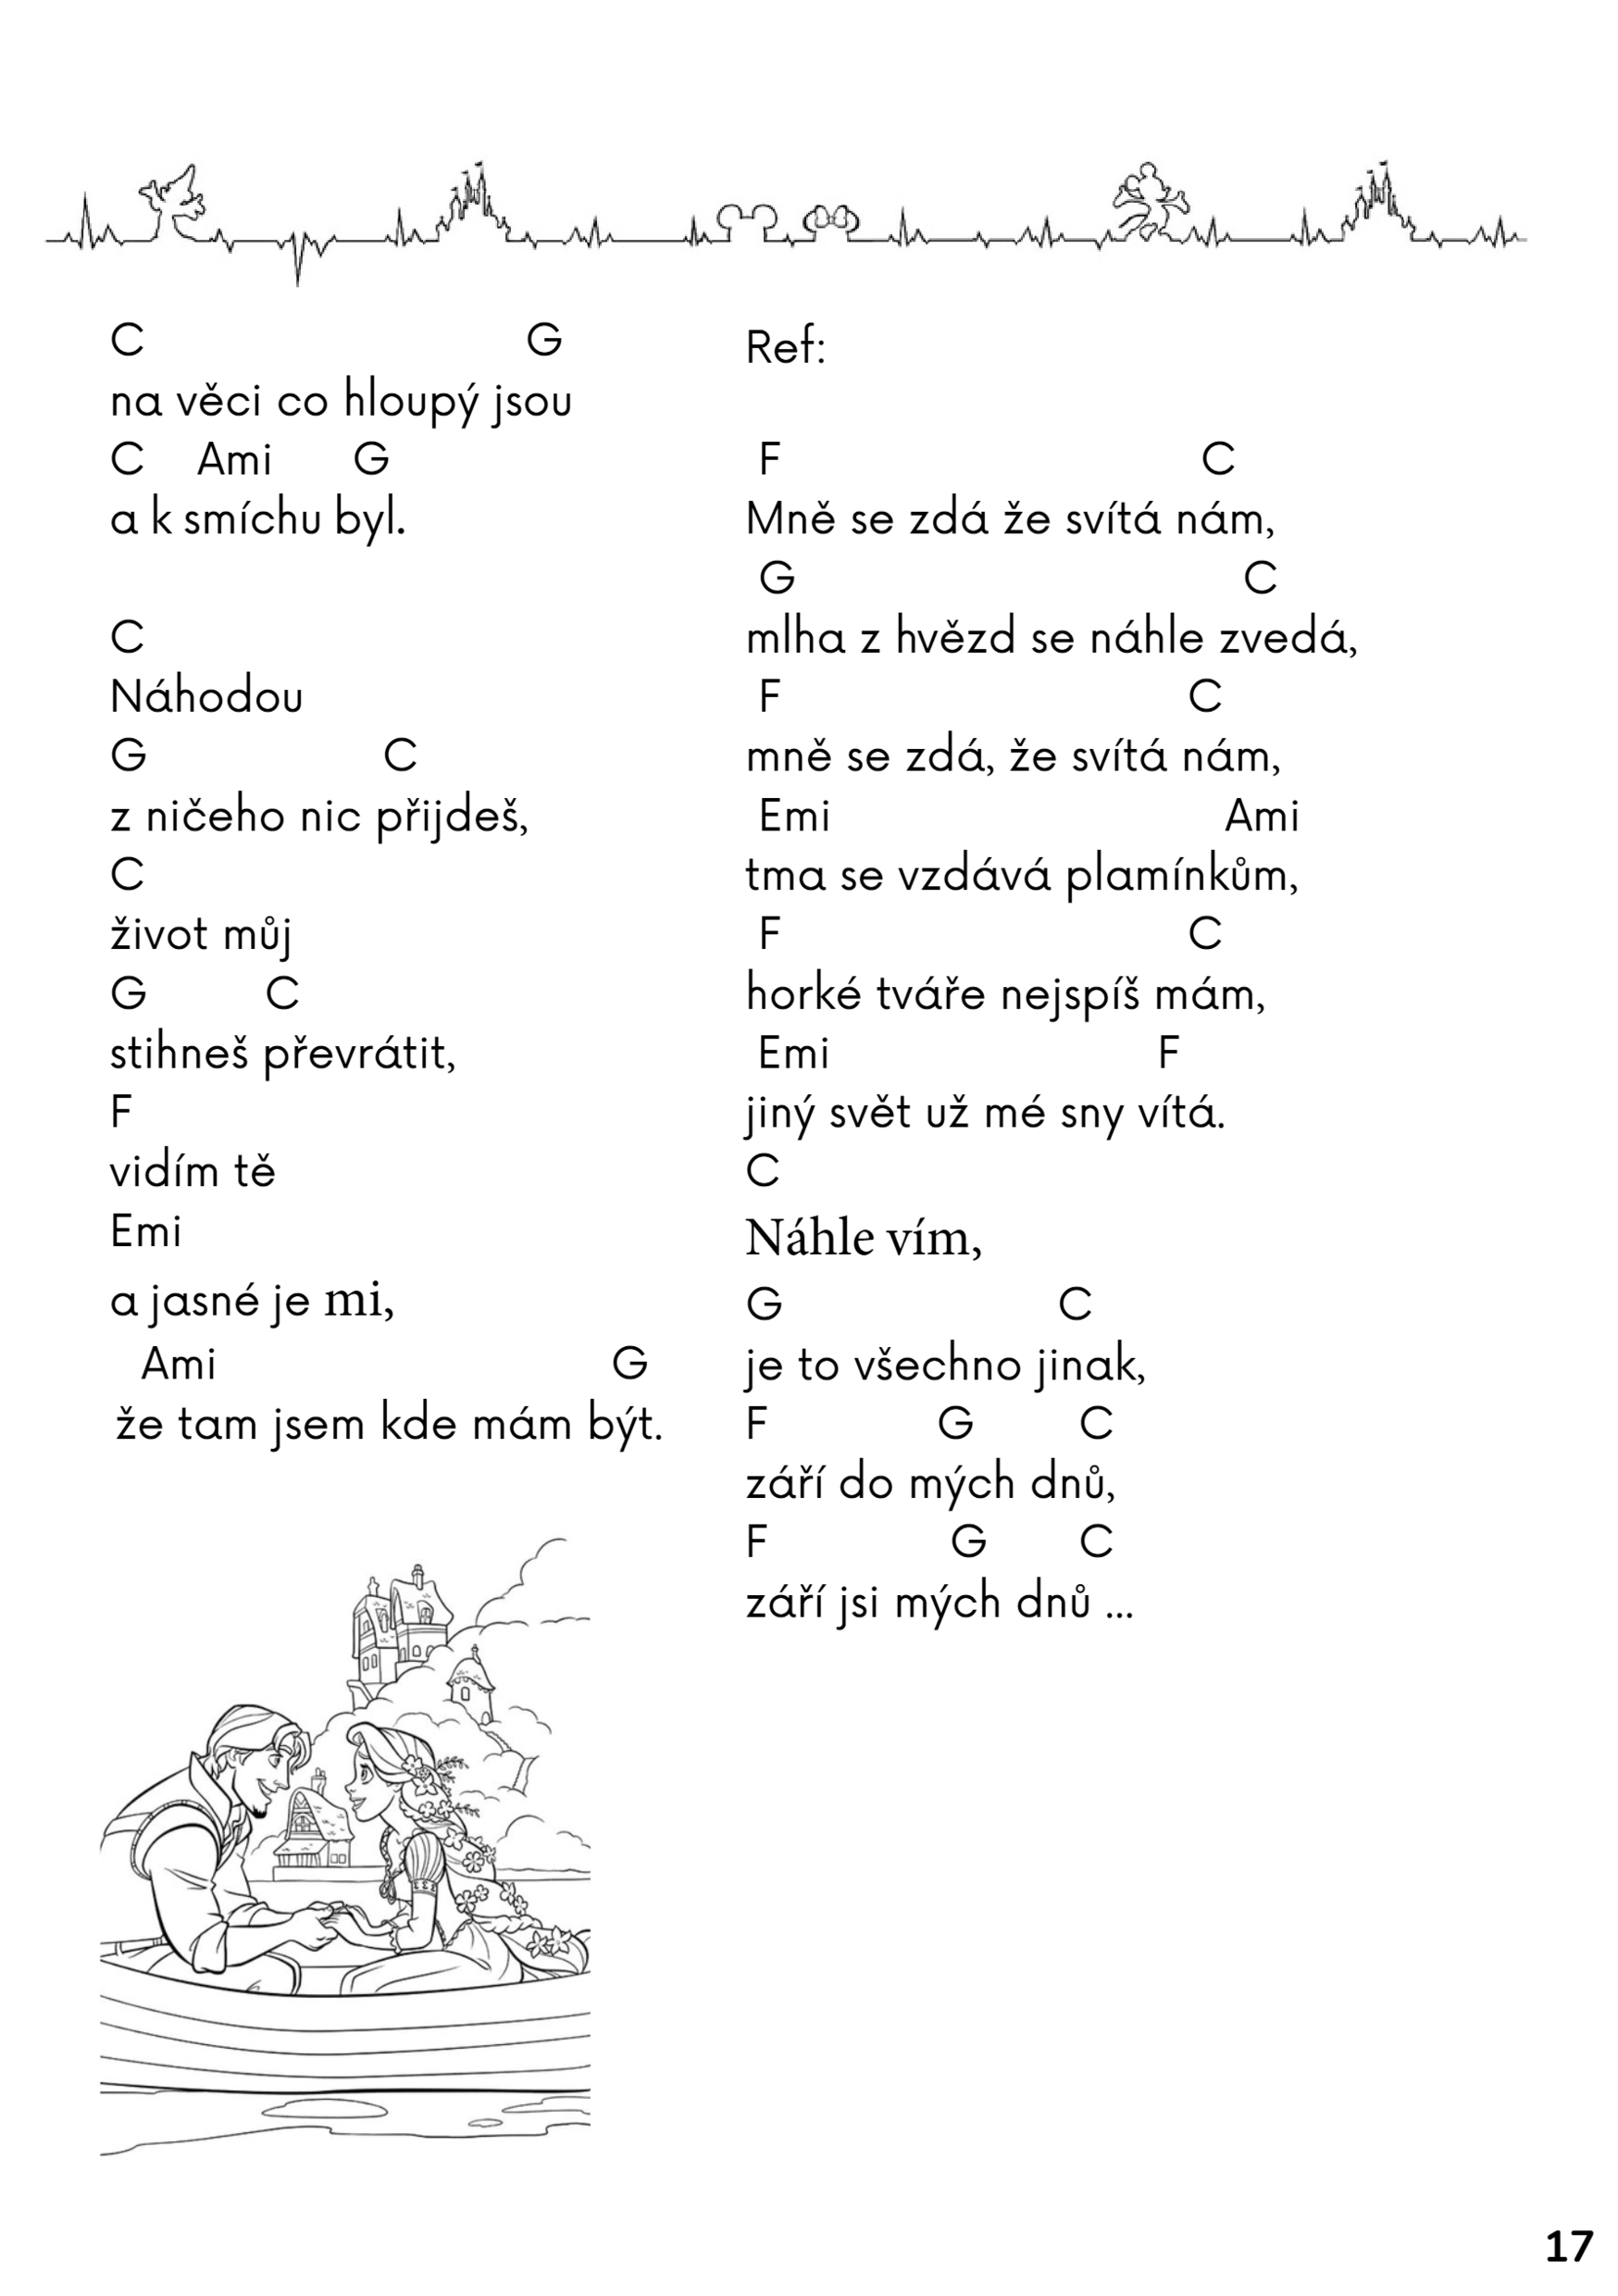 C G
na věci co hloupý jsou
C Ami G
a k smíchu byl.
C
Náhodou
G C
z ničeho nic přijdeš,
C
život můj
G C
stihneš převrátit,
F
vidím tě
Emi
a jasné je mi,
Ami G
že tam jsem kde mám být.
Ref:
F C
Mně se zdá že svítá nám,
G C
mlha z hvězd se náhle zvedá,
F C
mně se zdá, že svítá nám,
Emi Ami
tma se vzdává plamínkům,
F C
horké tváře nejspíš mám,
Emi F
jiný svět už mé sny vítá.
C
Náhle vím,
G C
je to všechno jinak,
F G C
září do mých dnů,
F G C
září jsi mých dnů ...
17